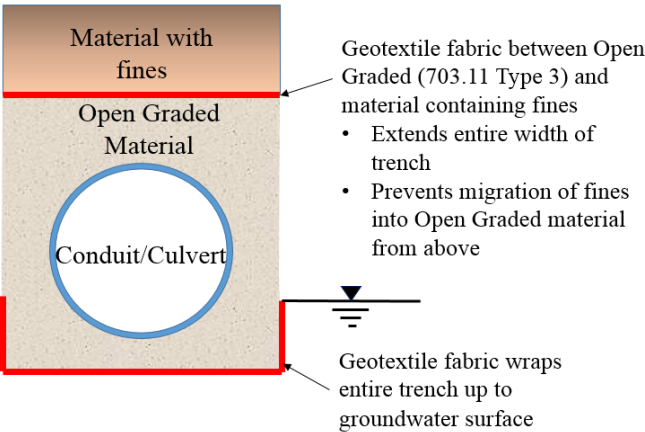 Material with
fines
Open Graded
Material
Conduit/Culvert
Geotextile fabric between Open
Graded (703.11 Type 3) and
material containing fines
• Extends entire width of
trench
• Prevents migration of fines
into Open Graded material
from above
Geotextile fabric wraps
entire trench up to
groundwater surface